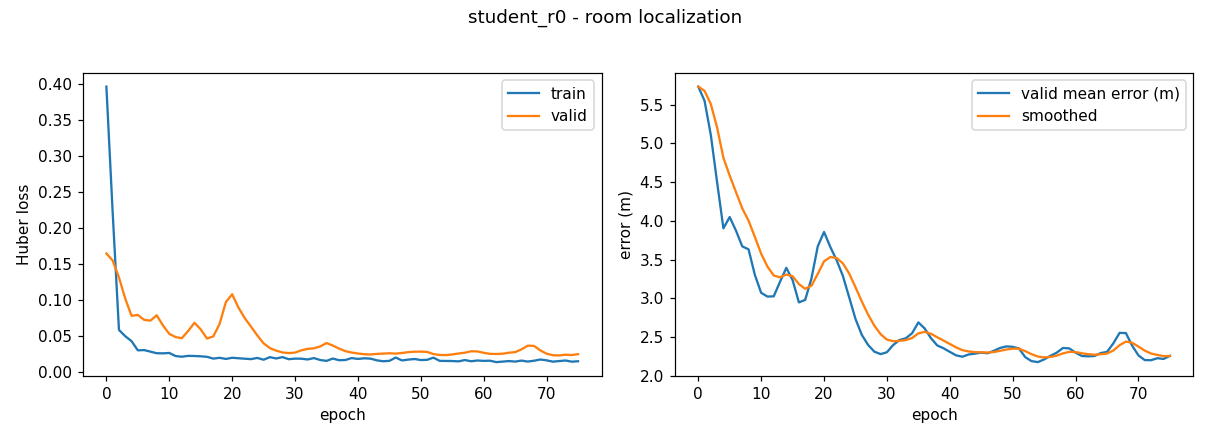 student_r0 - room localization
Huber loss
0.40
0.35
0.30
0.25
0.20
0.15
0.10
0.05
0.00
train
valid
0 10 20 30 40 50 60 70
epoch
error (m)
5.5
5.0
4.5
4.0
3.5
3.0
2.5
2.0
valid mean error (m)
smoothed
0 10 20 30 40 50 60 70
epoch